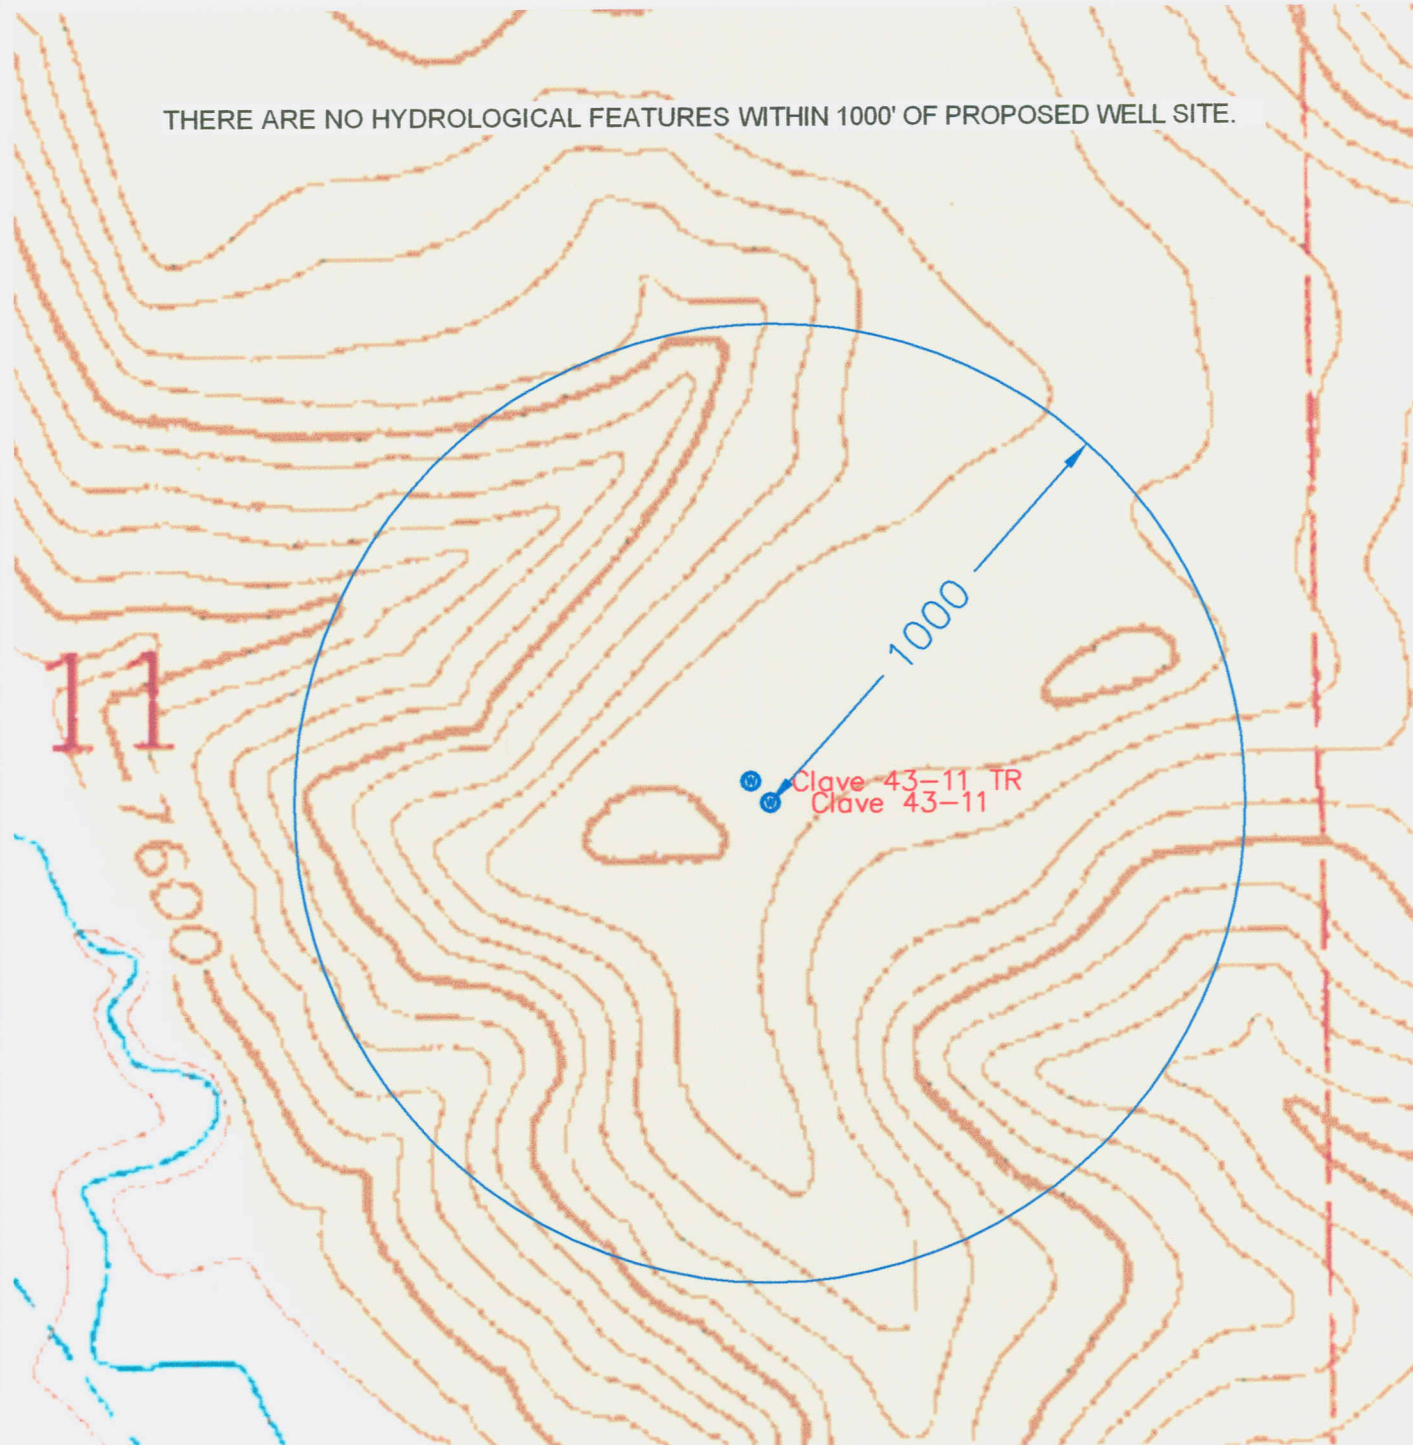 THERE ARE NO HYDROLOGICAL FEATURES WITHIN 1000' OF PROPOSED WELL SITE.
1000
11
W Clave 43-11 TR
W Clave 43-11
7600